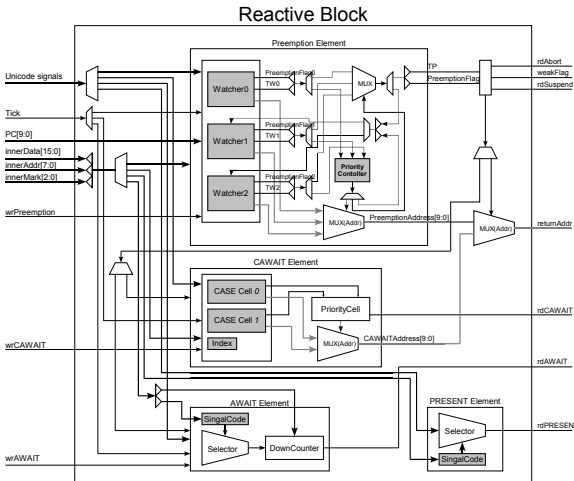 Reactive Block
Preemption Element
Unicode signals
Tick
PC[9:0]
innerData[15:0]
innerAddr[7:0]
innerMark[2:0]
wrPreemption
wrCAWAIT
wrAWAIT
Watcher0
Watcher1
Watcher2
PreemptionFlag0
TW0
PreemptionFlag1
TW1
PreemptionFlag2
TW2
MUX
Priority
Contoller
MUX(Addr)
TP
PreemptionFlag
PreemptionAddress[9:0]
MUX(Addr)
rdAbort
weakFlag
rdSuspend
returnAddr
CAWAIT Element
CASE Cell 0
CASE Cell 1
Index
PriorityCell
MUX(Addr)
CAWAITAddress[9:0]
rdCAWAIT
rdAWAIT
AWAIT Element
SingalCode
Selector
DownCounter
PRESENT Element
Selector
SingalCode
rdPRESEN